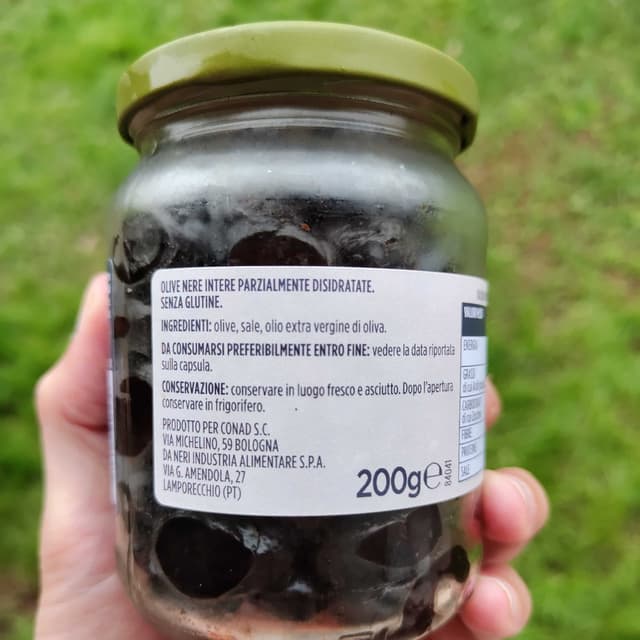 OLIVE NERE INTERE PARZIALMENTE DISIDRATATE.
SENZA GLUTINE.
INGREDIENTI: olive, sale, olio extra vergine di oliva.
DA CONSUMARSI PREFERIBILMENTE ENTRO FINE: vedere la data riportata
sulla capsula.
CONSERVAZIONE: conservare in luogo fresco e asciutto. Dopo l'apertura
conservare in frigorifero.
PRODOTTO PER CONAD S.C.
VIA MICHELINO, 59 BOLOGNA
DA NERI INDUSTRIA ALIMENTARE S.P.A.
VIA G. AMENDOLA, 27
LAMPORECCHIO (PT)
200g e
84041
GRASSI
FIBRE
PROTEINE
SALE